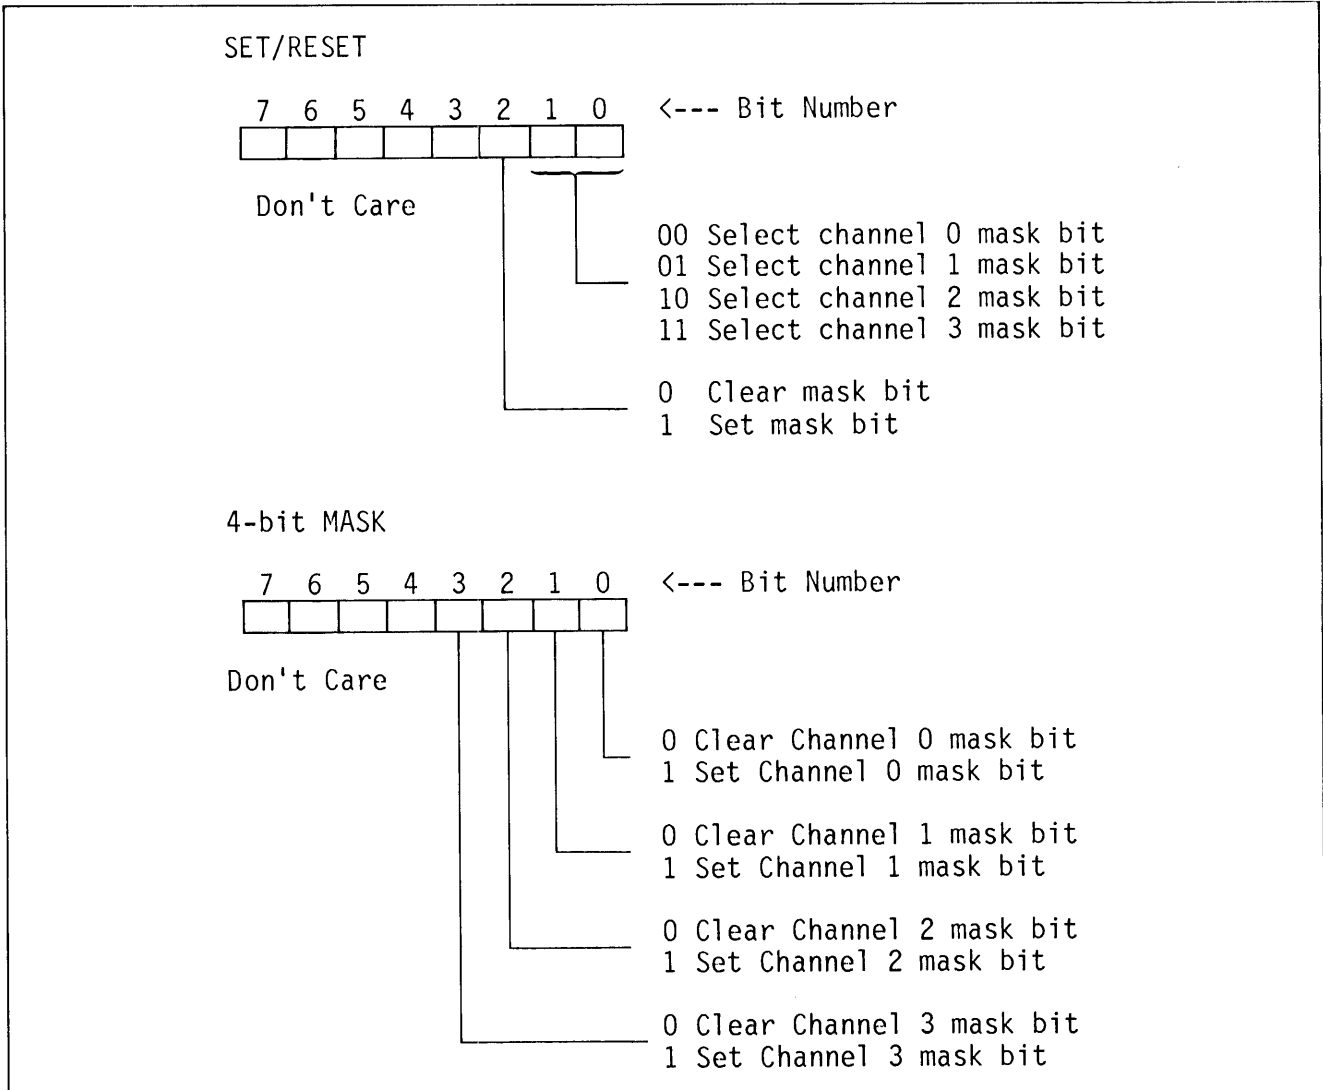 SET/RESET
7 6 5 4 3 2 1 0 <--- Bit Number
Don't Care
00 Select channel 0 mask bit
01 Select channel 1 mask bit
10 Select channel 2 mask bit
11 Select channel 3 mask bit
0 Clear mask bit
1 Set mask bit
4-bit MASK
7 6 5 4 3 2 1 0 <--- Bit Number
Don't Care
0 Clear Channel 0 mask bit
1 Set Channel 0 mask bit
0 Clear Channel 1 mask bit
1 Set Channel 1 mask bit
0 Clear Channel 2 mask bit
1 Set Channel 2 mask bit
0 Clear Channel 3 mask bit
1 Set Channel 3 mask bit